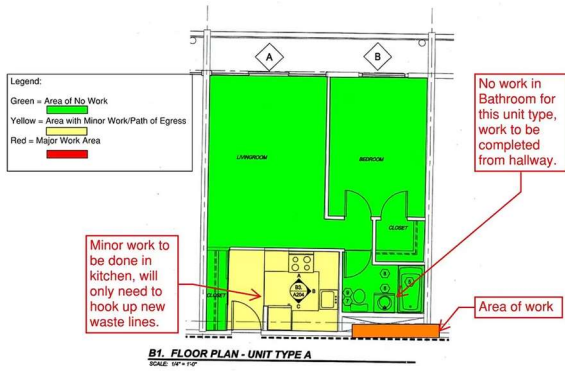 A
B
Legend:
Green = Area of No Work
Yellow = Area with Minor Work/Path of Egress
Red = Major Work Area
No work in
Bathroom for
this unit type,
work to be
completed
from hallway.
LIVINGROOM
BEDROOM
CLOSET
Minor work to
be done in
kitchen, will
only need to
hook up new
waste lines.
A
B3.
B
A204
C
CLOSET
Area of work
B1. FLOOR PLAN - UNIT TYPE A
SCALE: 1/4" = 1'-0"